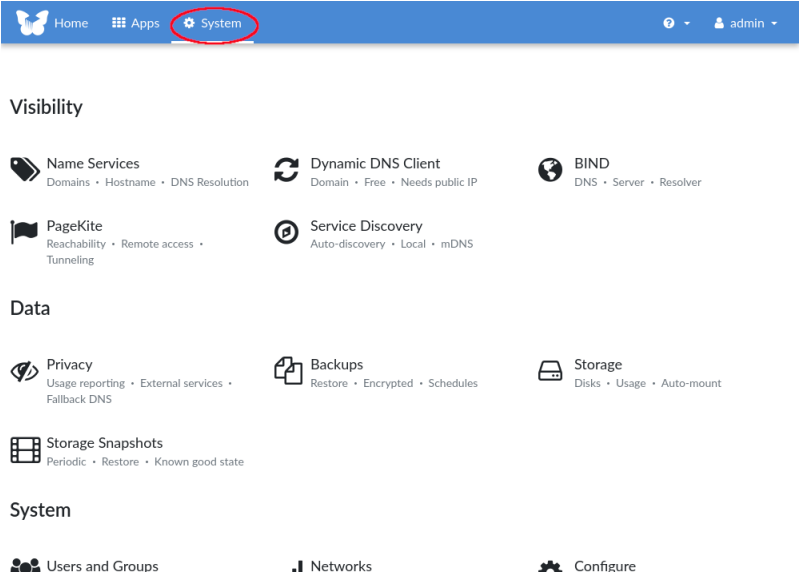 Home Apps System admin
Visibility
Name Services Dynamic DNS Client BIND
Domains • Hostname • DNS Resolution Domain • Free • Needs public IP DNS • Server • Resolver
PageKite Service Discovery
Reachability • Remote access • Auto-discovery • Local • mDNS
Tunneling
Data
Privacy Backups Storage
Usage reporting • External services • Restore • Encrypted • Schedules Disks • Usage • Auto-mount
Fallback DNS
Storage Snapshots
Periodic • Restore • Known good state
System
Users and Groups Networks Configure